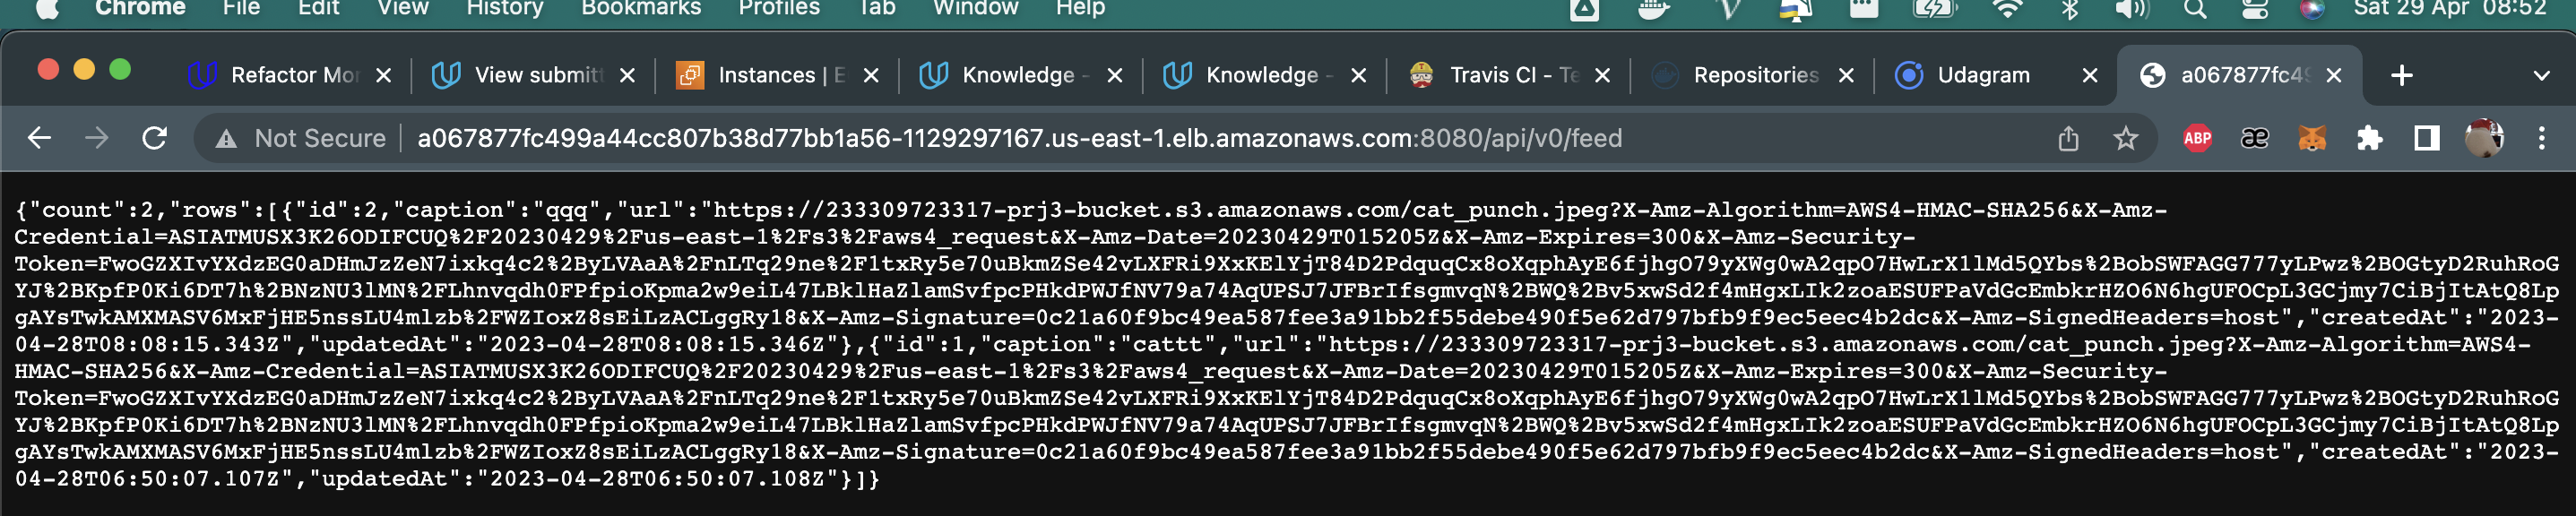 Chrome File Edit View History Bookmarks Profiles Tab Window Help Sat 29 Apr 08:52
Refactor Mo View submitt Instances | E Knowledge - Knowledge - Travis CI - Te Repositories Udagram a067877fc49
Not Secure a067877fc499a44cc807b38d77bb1a56-1129297167.us-east-1.elb.amazonaws.com:8080/api/v0/feed ABP æ
{"count":2,"rows":[{"id":2,"caption":"qqq","url":"https://233309723317-prj3-bucket.s3.amazonaws.com/cat_punch.jpeg?X-Amz-Algorithm=AWS4-HMAC-SHA256&X-Amz-
Credential=ASIATMUSX3K26ODIFCUQ%2F20230429%2Fus-east-1%2Fs3%2Faws4_request&X-Amz-Date=20230429T015205Z&X-Amz-Expires=300&X-Amz-Security-
Token=FwoGZXIvYXdzEG0aDHmJzZeN7ixkq4c2%2ByLVAaA%2FnLTq29ne%2F1txRy5e70uBkmZSe42vLXFRi9XxKElYjT84D2PdquqCx8oXqphAyE6fjhgO79yXWg0wA2qpO7HwLrX1lMd5QYbs%2BobSWFAGG777yLPwz%2BOGtyD2RuhRoG
YJ%2BKpfP0Ki6DT7h%2BNzNU3lMN%2FLhnvqdh0FPfpioKpma2w9eiL47LBklHaZlamSvfpcPHkdPWJfNV79a74AqUPSJ7JFBrIfsgmvqN%2BWQ%2Bv5xwSd2f4mHgxLIk2zoaESUFPaVdGcEmbkrHZO6N6hgUFOCpL3GCjmy7CiBjItAtQ8Lp
gAYsTwkAMXMASV6MxFjHE5nssLU4mlzb%2FWZIoxZ8sEiLzACLggRy18&X-Amz-Signature=0c21a60f9bc49ea587fee3a91bb2f55debe490f5e62d797bfb9f9ec5eec4b2dc&X-Amz-SignedHeaders=host","createdAt":"2023-
04-28T08:08:15.343Z","updatedAt":"2023-04-28T08:08:15.346Z"},{"id":1,"caption":"cattt","url":"https://233309723317-prj3-bucket.s3.amazonaws.com/cat_punch.jpeg?X-Amz-Algorithm=AWS4-
HMAC-SHA256&X-Amz-Credential=ASIATMUSX3K26ODIFCUQ%2F20230429%2Fus-east-1%2Fs3%2Faws4_request&X-Amz-Date=20230429T015205Z&X-Amz-Expires=300&X-Amz-Security-
Token=FwoGZXIvYXdzEG0aDHmJzZeN7ixkq4c2%2ByLVAaA%2FnLTq29ne%2F1txRy5e70uBkmZSe42vLXFRi9XxKElYjT84D2PdquqCx8oXqphAyE6fjhgO79yXWg0wA2qpO7HwLrX1lMd5QYbs%2BobSWFAGG777yLPwz%2BOGtyD2RuhRoG
YJ%2BKpfP0Ki6DT7h%2BNzNU3lMN%2FLhnvqdh0FPfpioKpma2w9eiL47LBklHaZlamSvfpcPHkdPWJfNV79a74AqUPSJ7JFBrIfsgmvqN%2BWQ%2Bv5xwSd2f4mHgxLIk2zoaESUFPaVdGcEmbkrHZO6N6hgUFOCpL3GCjmy7CiBjItAtQ8Lp
gAYsTwkAMXMASV6MxFjHE5nssLU4mlzb%2FWZIoxZ8sEiLzACLggRy18&X-Amz-Signature=0c21a60f9bc49ea587fee3a91bb2f55debe490f5e62d797bfb9f9ec5eec4b2dc&X-Amz-SignedHeaders=host","createdAt":"2023-
04-28T06:50:07.107Z","updatedAt":"2023-04-28T06:50:07.108Z"}]}